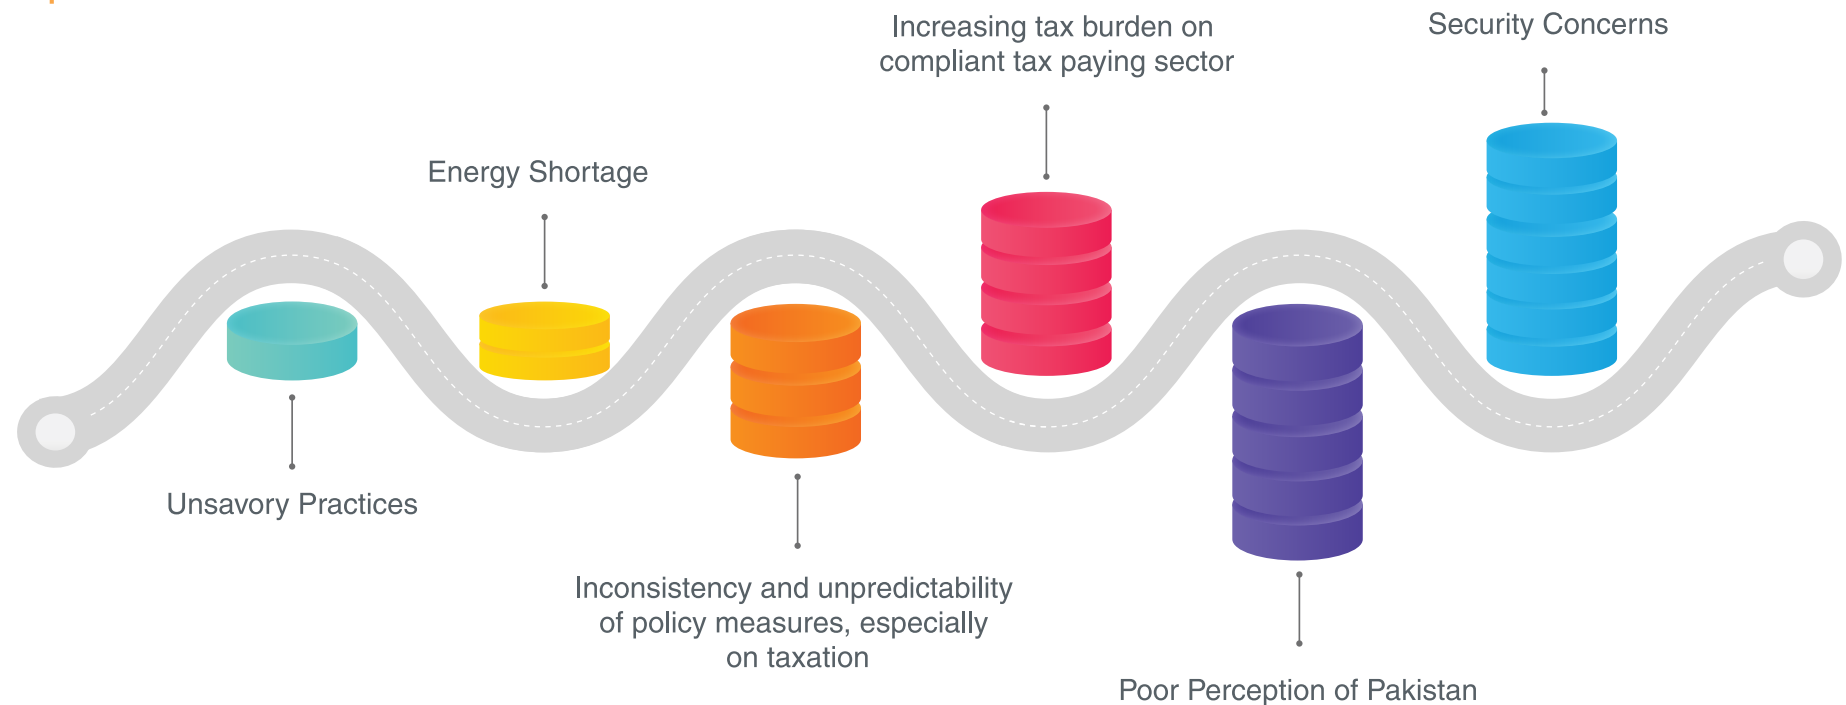 Increasing tax burden on
compliant tax paying sector
Security Concerns
Energy Shortage
Unsavory Practices
Inconsistency and unpredictability
of policy measures, especially
on taxation
Poor Perception of Pakistan